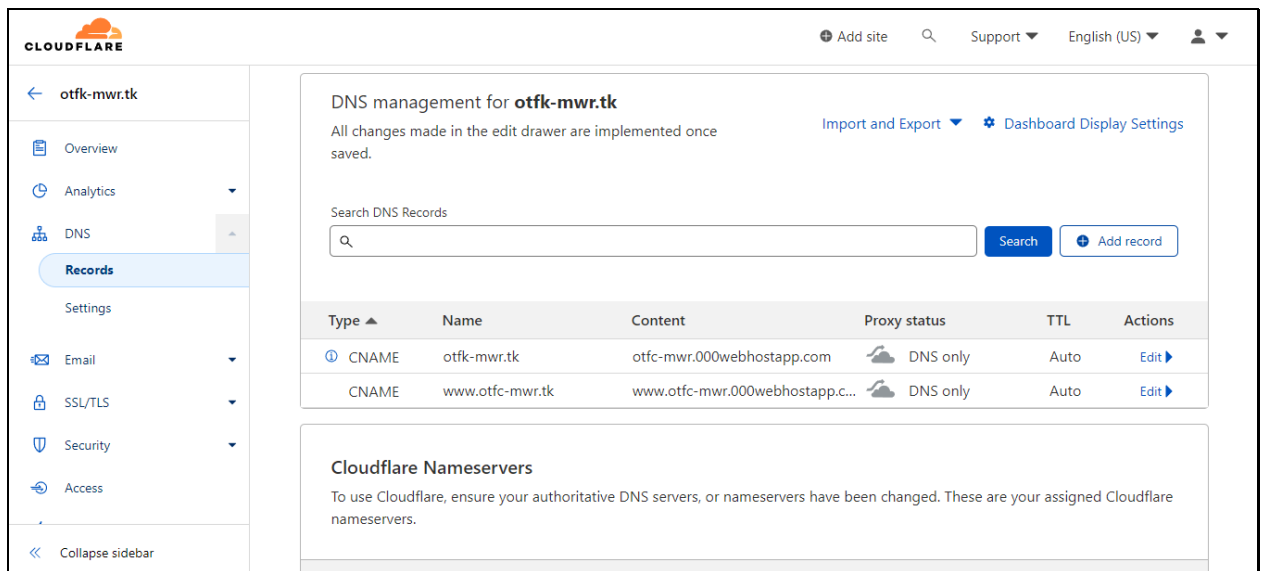 CLOUDFLARE
Add site
Support
English (US)
otfk-mwr.tk
Overview
Analytics
DNS
Records
Settings
Email
SSL/TLS
Security
Access
Collapse sidebar
DNS management for otfk-mwr.tk
All changes made in the edit drawer are implemented once
saved.
Import and Export
Dashboard Display Settings
Search DNS Records
Search
Add record
Type Name Content Proxy status TTL Actions
CNAME otfk-mwr.tk otfc-mwr.000webhostapp.com DNS only Auto Edit
CNAME www.otfc-mwr.tk www.otfc-mwr.000webhostapp.c... DNS only Auto Edit
Cloudflare Nameservers
To use Cloudflare, ensure your authoritative DNS servers, or nameservers have been changed. These are your assigned Cloudflare
nameservers.